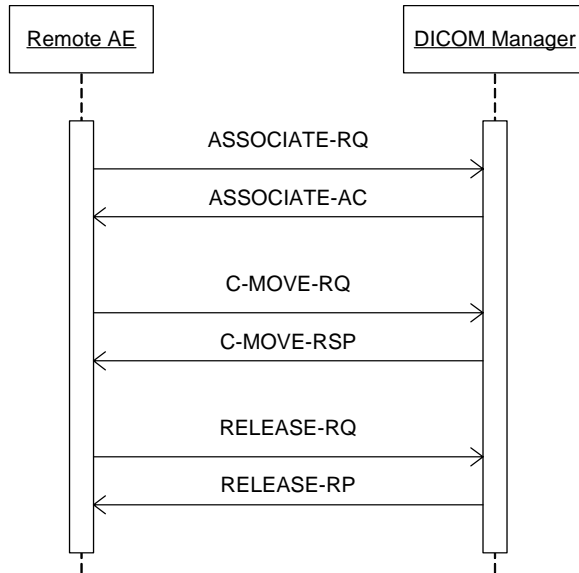 Remote AE
DICOM Manager
ASSOCIATE-RQ
ASSOCIATE-AC
C-MOVE-RQ
C-MOVE-RSP
RELEASE-RQ
RELEASE-RP